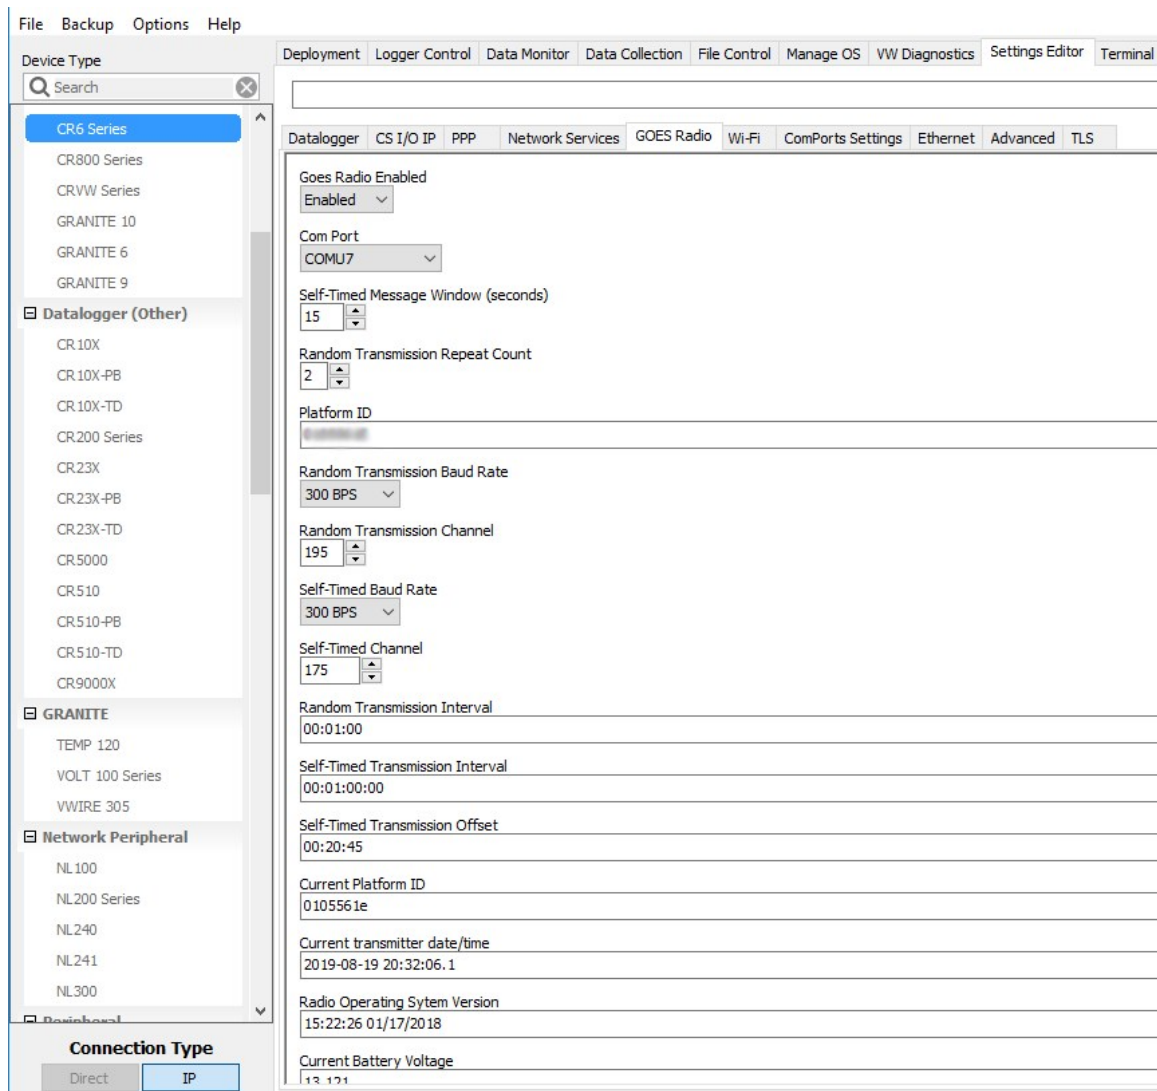 File Backup Options Help
Device Type
Search
CR6 Series
CR800 Series
CRVW Series
GRANITE 10
GRANITE 6
GRANITE 9
Datalogger (Other)
CR10X
CR10X-PB
CR10X-TD
CR200 Series
CR23X
CR23X-PB
CR23X-TD
CR5000
CR510
CR510-PB
CR510-TD
CR9000X
GRANITE
TEMP 120
VOLT 100 Series
VWIRE 305
Network Peripheral
NL100
NL200 Series
NL240
NL241
NL300
Peripheral
Connection Type
Direct IP
Deployment Logger Control Data Monitor Data Collection File Control Manage OS VW Diagnostics Settings Editor Terminal
Datalogger CS I/O IP PPP Network Services GOES Radio Wi-Fi ComPorts Settings Ethernet Advanced TLS
Goes Radio Enabled
Enabled
Com Port
COMU7
Self-Timed Message Window (seconds)
15
Random Transmission Repeat Count
2
Platform ID
Random Transmission Baud Rate
300 BPS
Random Transmission Channel
195
Self-Timed Baud Rate
300 BPS
Self-Timed Channel
175
Random Transmission Interval
00:01:00
Self-Timed Transmission Interval
00:01:00:00
Self-Timed Transmission Offset
00:20:45
Current Platform ID
0105561e
Current transmitter date/time
2019-08-19 20:32:06.1
Radio Operating Sytem Version
15:22:26 01/17/2018
Current Battery Voltage
13.121